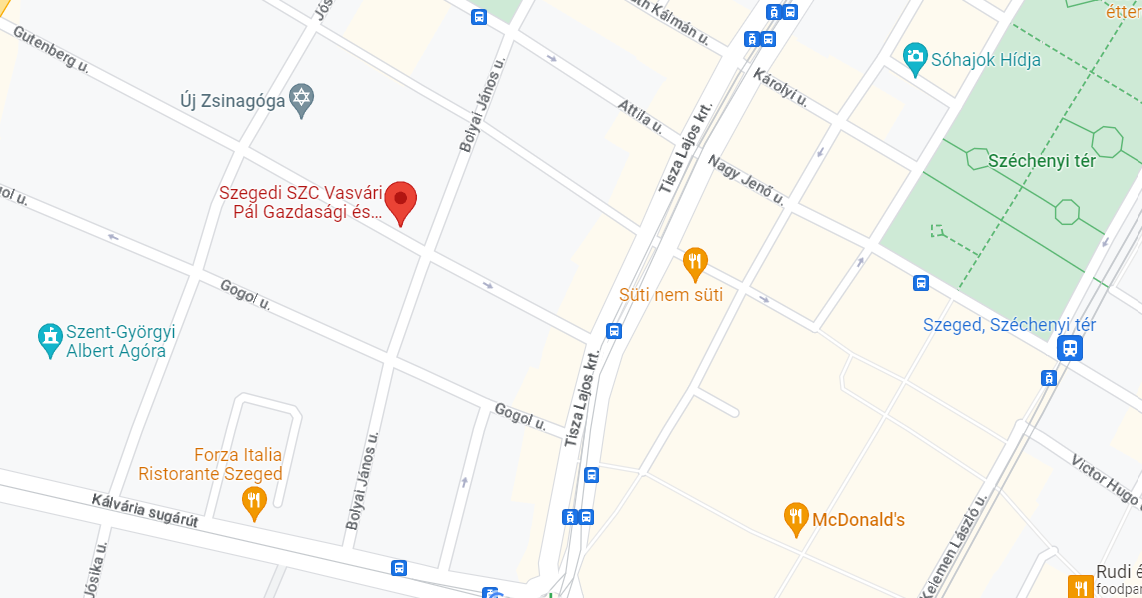 Gutenberg u.
Kálmán u.
étter
Sóhajok Hídja
Károlyi u.
Új Zsinagóga
Bolyai János u.
Attila u.
Tisza Lajos krt.
Széchenyi tér
Nagy Jenő u.
Szegedi SZC Vasvári
Pál Gazdasági és...
Gogol u.
Süti nem süti
Szent-Györgyi
Albert Agóra
Szeged, Széchenyi tér
Tisza Lajos krt.
Gogol u.
Forza Italia
Ristorante Szeged
Bolyai János u.
Kálvária sugárút
McDonald's
Victor Hugo
László u.
Jósika u.
Rudi é
foodpa